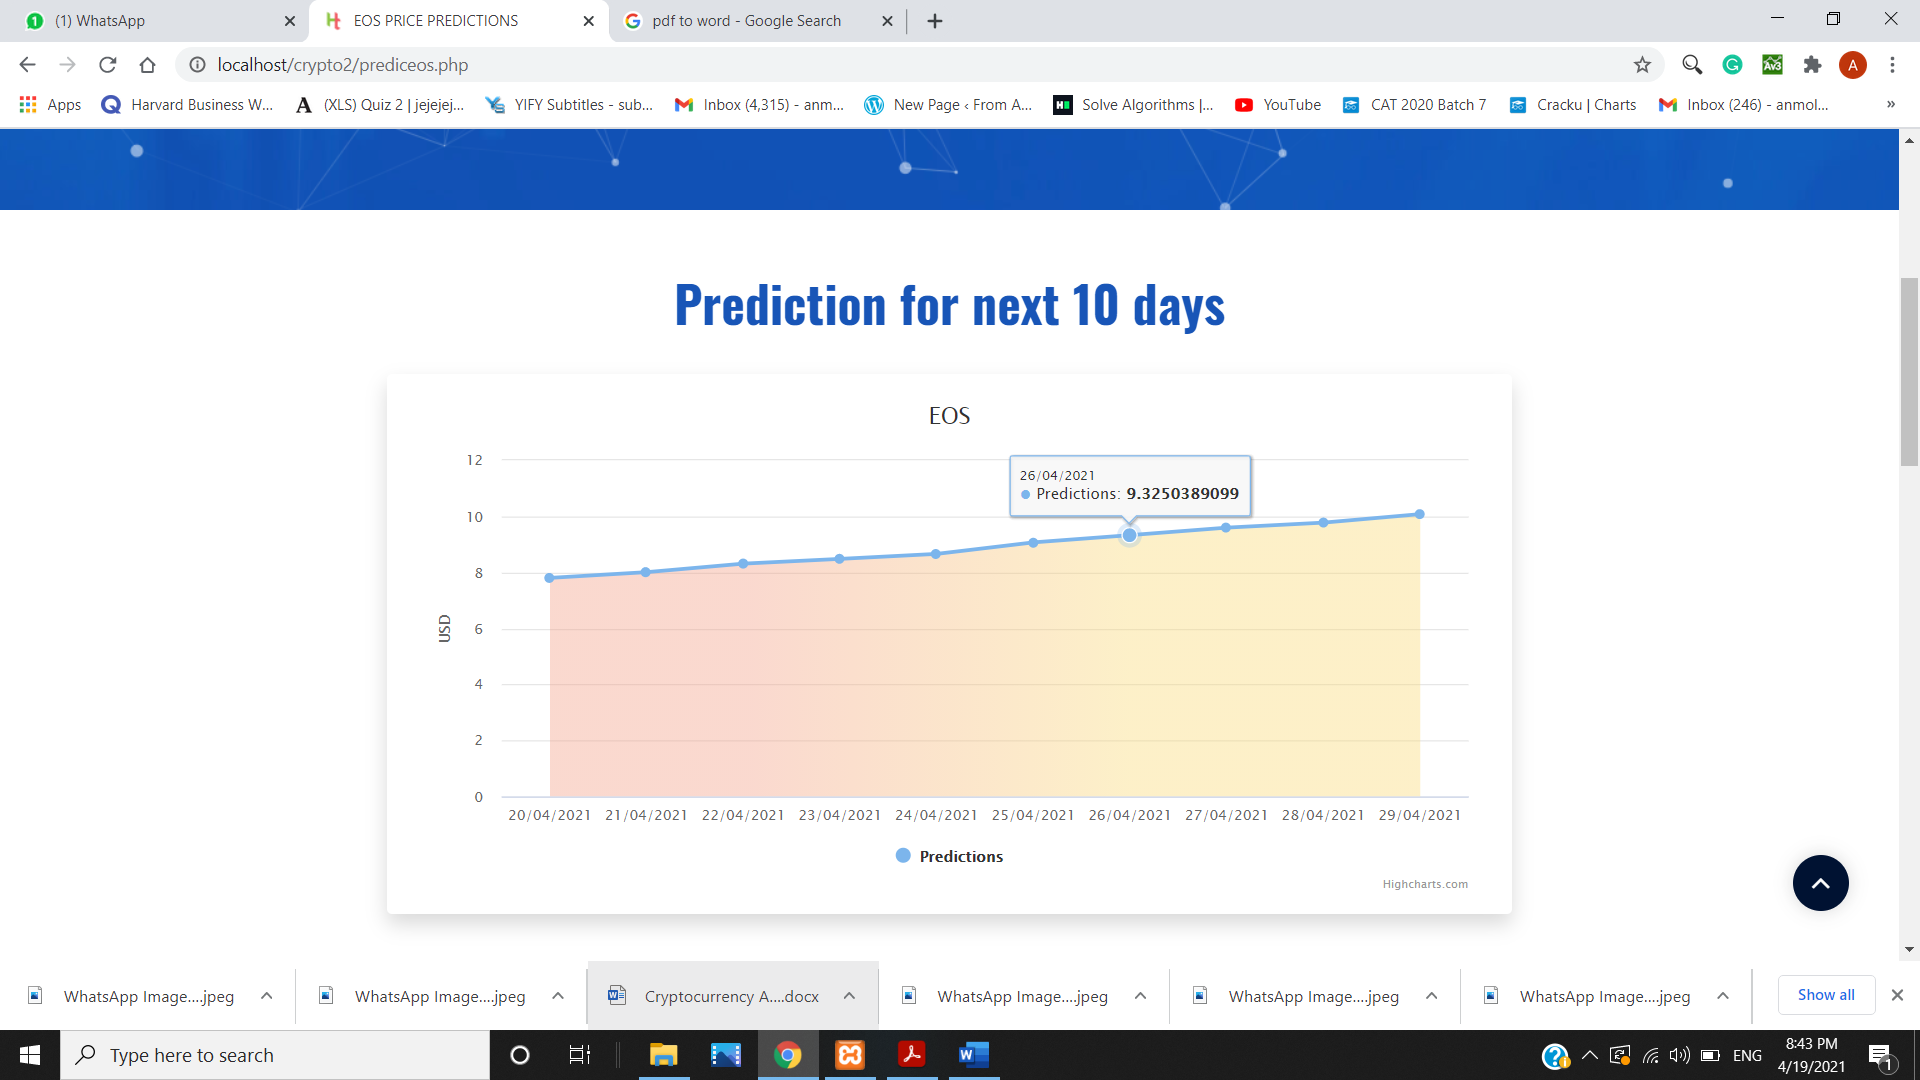 (1) WhatsApp
EOS PRICE PREDICTIONS
pdf to word - Google Search
localhost/crypto2/prediceos.php
A
Apps
Harvard Business W...
(XLS) Quiz 2 | jejejej...
YIFY Subtitles - sub...
Inbox (4,315) - anm...
New Page ‹ From A...
Solve Algorithms |...
YouTube
CAT 2020 Batch 7
Cracku | Charts
Inbox (246) - anmol...
»
Prediction for next 10 days
EOS
12
10
8
6
4
2
0
USD
26/04/2021
Predictions: 9.3250389099
20/04/2021 21/04/2021 22/04/2021 23/04/2021 24/04/2021 25/04/2021 26/04/2021 27/04/2021 28/04/2021 29/04/2021
Predictions
Highcharts.com
WhatsApp Image....jpeg
WhatsApp Image....jpeg
Cryptocurrency A....docx
WhatsApp Image....jpeg
WhatsApp Image....jpeg
WhatsApp Image....jpeg
Show all
Type here to search
ENG
8:43 PM
4/19/2021
1